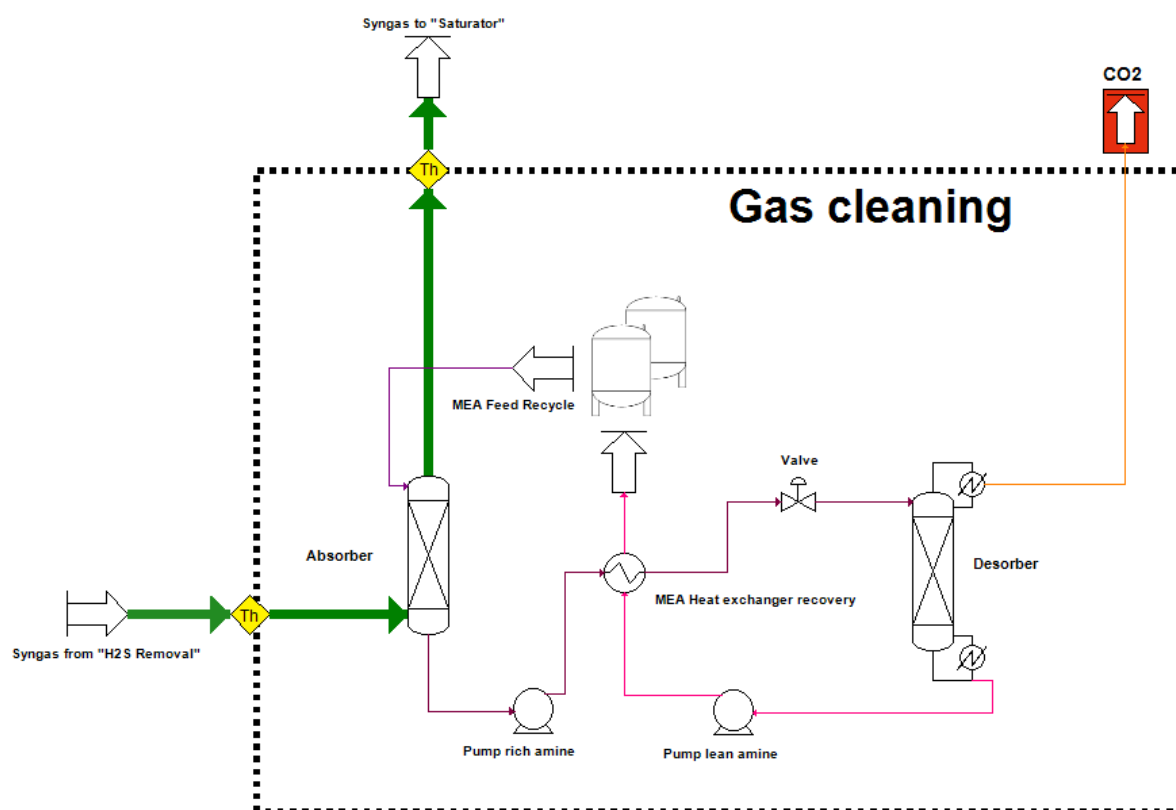 Syngas to "Saturator"
CO2
Th
Gas cleaning
MEA Feed Recycle
Valve
Absorber
Desorber
MEA Heat exchanger recovery
Th
Syngas from "H2S Removal"
Pump rich amine
Pump lean amine